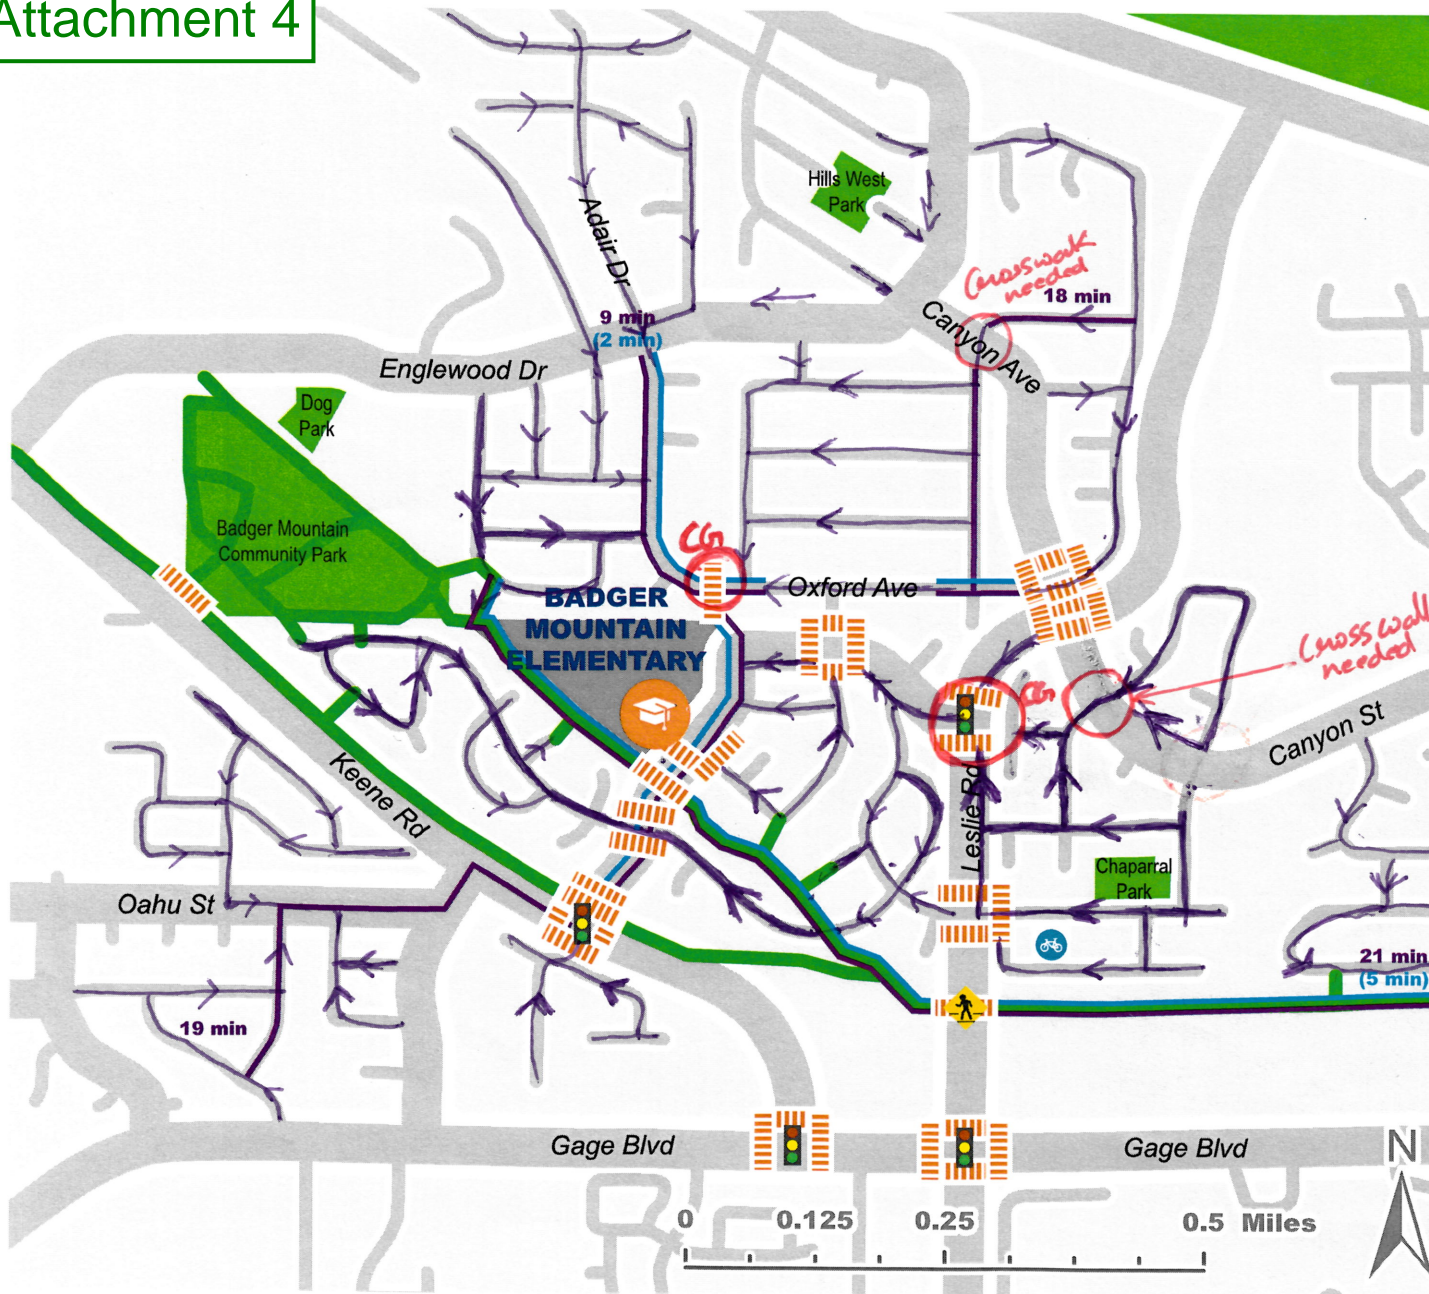 Attachment 4
Hills West
Park
Adair Dr
Crosswalk
needed
18 min
9 min
(2 min)
Canyon Ave
Englewood Dr
Dog
Park
Badger Mountain
Community Park
CG
Oxford Ave
BADGER
MOUNTAIN
ELEMENTARY
Crosswalk
needed
CG
Canyon St
Keene Rd
Leslie Rd
Chaparral
Park
Oahu St
21 min
(5 min)
19 min
Gage Blvd
Gage Blvd
N
0 0.125 0.25 0.5 Miles